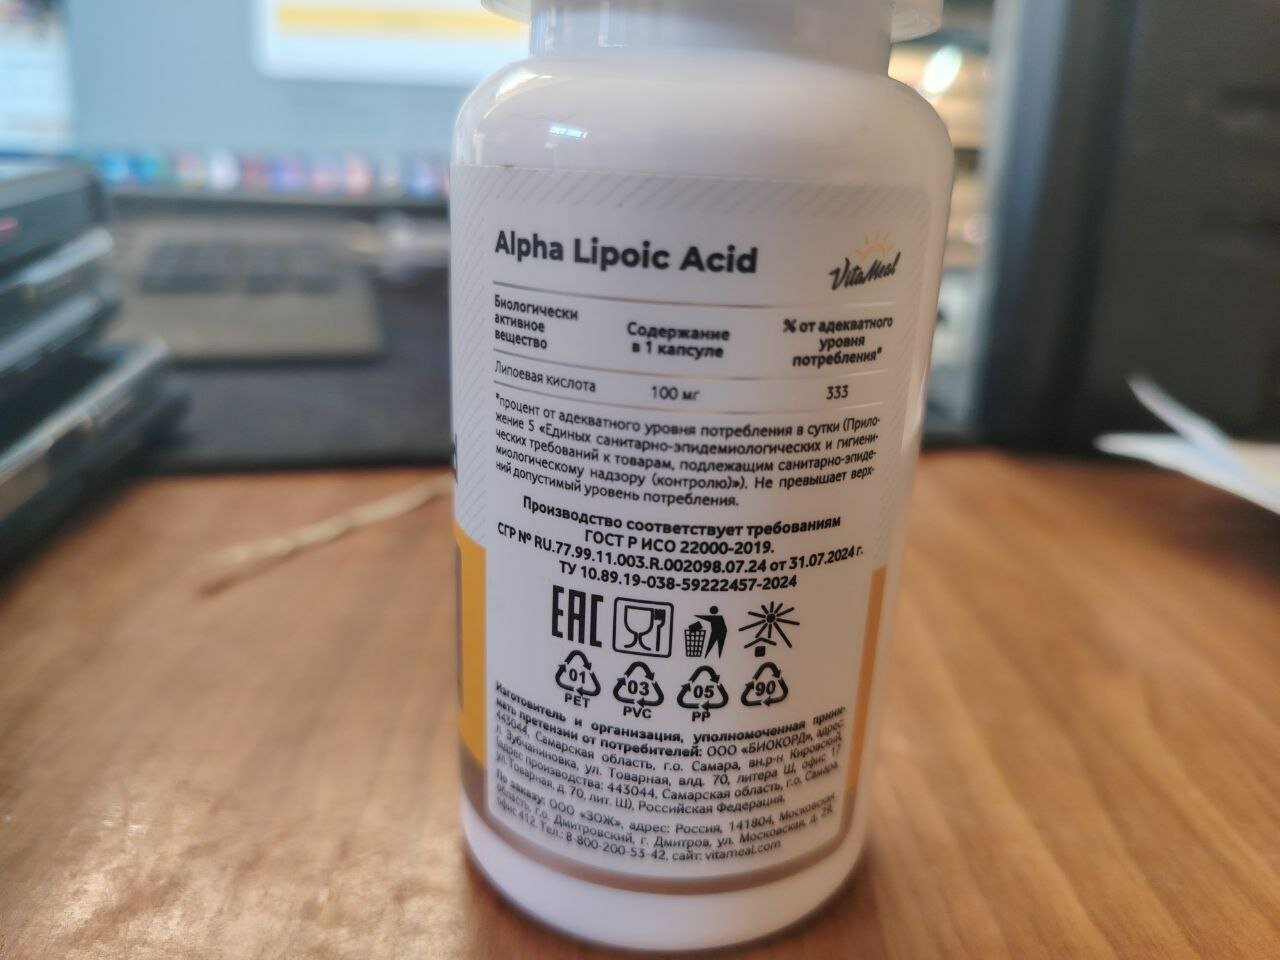 Alpha Lipoic Acid
VitaMeal
Биологически
активное
вещество
Содержание
в 1 капсуле
% от адекватного
уровня
потребления*
Липоевая кислота
100 мг
333
*процент от адекватного уровня потребления в сутки (Прило-
жение 5 «Единых санитарно-эпидемиологических и гигиени-
ческих требований к товарам, подлежащим санитарно-эпиде-
миологическому надзору (контролю)»). Не превышает верх-
ний допустимый уровень потребления.
Производство соответствует требованиям
ГОСТ Р ИСО 22000-2019.
СГР № RU.77.99.11.003.R.002098.07.24 от 31.07.2024 г.
ТУ 10.89.19-038-59222457-2024
EAC
01
PET
03
PVC
05
PP
90
Изготовитель и организация, уполномоченная прини-
мать претензии от потребителей: ООО «БИОКОРД», адрес:
443044, Самарская область, г.о. Самара, вн.р-н Кировский,
п. Зубчаниновка, ул. Товарная, влд. 70, литера Ш, офис 17
(адрес производства: 443044, Самарская область, г.о. Самара,
ул. Товарная, д. 70, лит. Ш), Российская Федерация.
По заказу: ООО «ЗОЖ», адрес: Россия, 141804, Московская
область, г.о. Дмитровский, г. Дмитров, ул. Московская, д. 29,
офис 412. Тел.: 8-800-200-53-42, сайт: vitameal.com